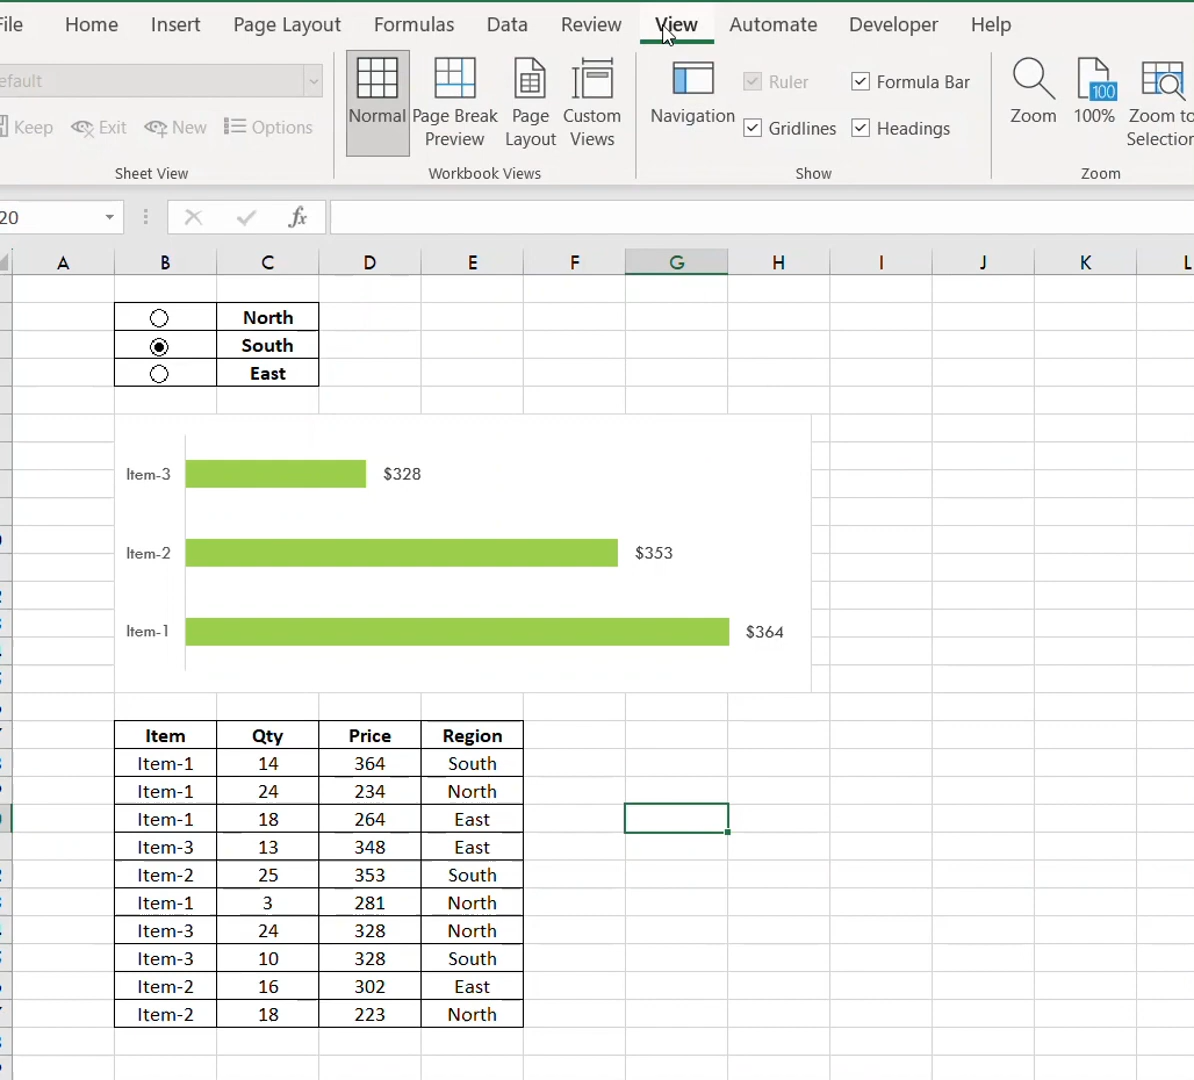 File Home Insert Page Layout Formulas Data Review View Automate Developer Help
efault
Keep Exit New Options
Sheet View
Normal Page Break Preview Page Layout Custom Views
Workbook Views
Navigation Ruler Formula Bar
Gridlines Headings
Show
Zoom 100 100% Zoom to Selection
Zoom
20 fx
A B C D E F G H I J K L
North
South
East
Item-3 $328
Item-2 $353
Item-1 $364
Item Qty Price Region
Item-1 14 364 South
Item-1 24 234 North
Item-1 18 264 East
Item-3 13 348 East
Item-2 25 353 South
Item-1 3 281 North
Item-3 24 328 North
Item-3 10 328 South
Item-2 16 302 East
Item-2 18 223 North